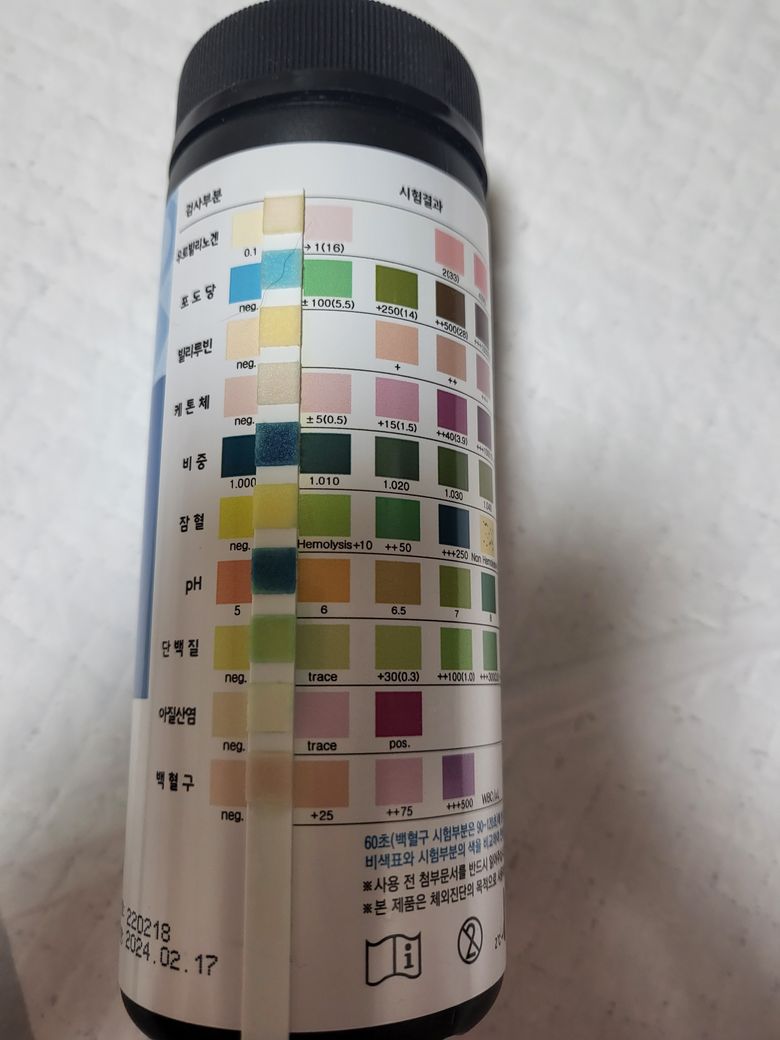 검사부분 시험결과
우로빌리노겐
0.1 → 1(16) 2(33)
포 도 당
neg. ± 100(5.5) +250(14) ++500(28)
빌리루빈
neg. + ++
케 톤 체
neg. ± 5(0.5) +15(1.5) ++40(3.9)
비 중
1.000 1.010 1.020 1.030
잠 혈
neg. Hemolysis+10 ++50 +++250 Non
pH
5 6 6.5 7 8
단 백 질
neg. trace +30(0.3) ++100(1.0)
아질산염
neg. trace pos.
백 혈 구
neg. +25 ++75 +++500
60초(백혈구 시험부분은
비색표와 시험부분의 색을
※사용 전 첨부문서를 반드시
※본 제품은 체외진단의 목적으로
220218
2024.02.17